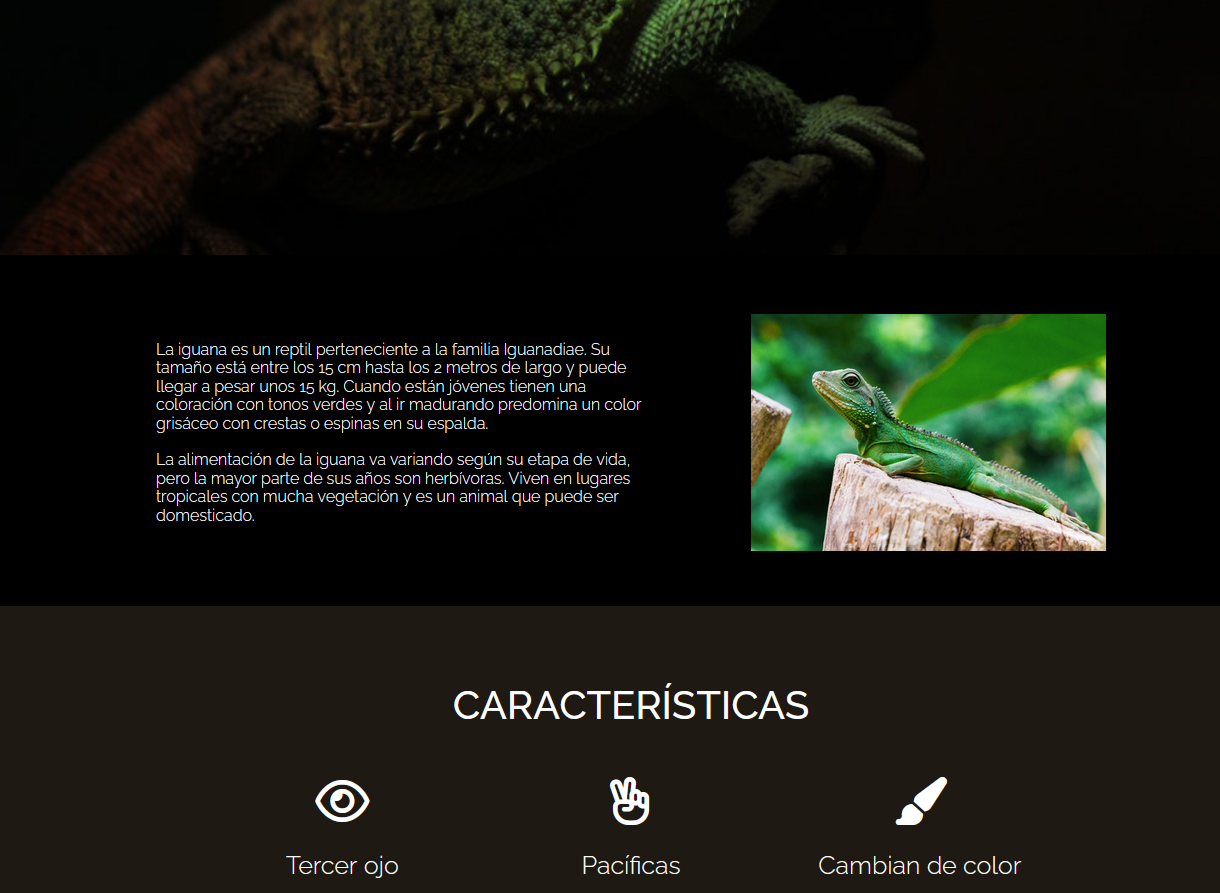 La iguana es un reptil perteneciente a la familia Iguanadiae. Su
tamaño está entre los 15 cm hasta los 2 metros de largo y puede
llegar a pesar unos 15 kg. Cuando están jóvenes tienen una
coloración con tonos verdes y al ir madurando predomina un color
grisáceo con crestas o espinas en su espalda.
La alimentación de la iguana va variando según su etapa de vida,
pero la mayor parte de sus años son herbívoras. Viven en lugares
tropicales con mucha vegetación y es un animal que puede ser
domesticado.
CARACTERÍSTICAS
Tercer ojo
Pacíficas
Cambian de color